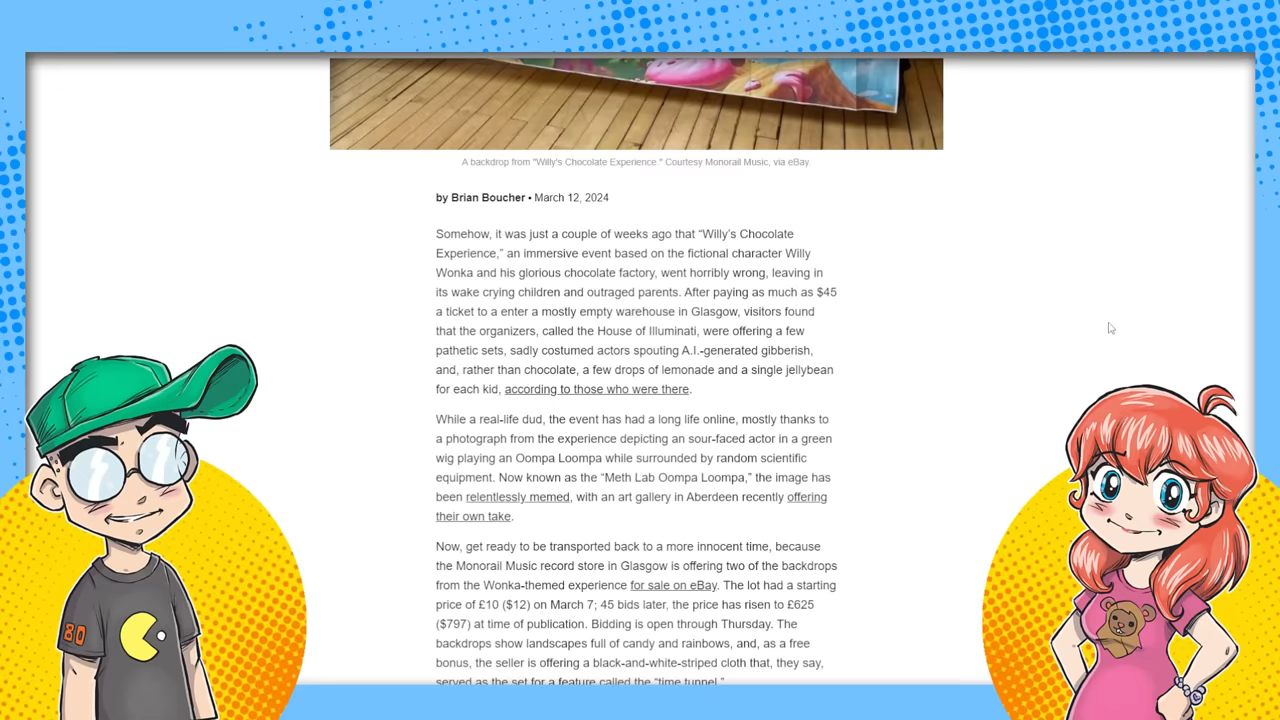 A backdrop from "Willy's Chocolate Experience." Courtesy Monorail Music, via eBay.
by Brian Boucher • March 12, 2024
Somehow, it was just a couple of weeks ago that “Willy’s Chocolate
Experience,” an immersive event based on the fictional character Willy
Wonka and his glorious chocolate factory, went horribly wrong, leaving in
its wake crying children and outraged parents. After paying as much as $45
a ticket to a enter a mostly empty warehouse in Glasgow, visitors found
that the organizers, called the House of Illuminati, were offering a few
pathetic sets, sadly costumed actors spouting A.I.-generated gibberish,
and, rather than chocolate, a few drops of lemonade and a single jellybean
for each kid, according to those who were there.
While a real-life dud, the event has had a long life online, mostly thanks to
a photograph from the experience depicting an sour-faced actor in a green
wig playing an Oompa Loompa while surrounded by random scientific
equipment. Now known as the “Meth Lab Oompa Loompa,” the image has
been relentlessly memed, with an art gallery in Aberdeen recently offering
their own take.
Now, get ready to be transported back to a more innocent time, because
the Monorail Music record store in Glasgow is offering two of the backdrops
from the Wonka-themed experience for sale on eBay. The lot had a starting
price of £10 ($12) on March 7; 45 bids later, the price has risen to £625
($797) at time of publication. Bidding is open through Thursday. The
backdrops show landscapes full of candy and rainbows, and, as a free
bonus, the seller is offering a black-and-white-striped cloth that, they say,
served as the set for a feature called the “time tunnel.”
80